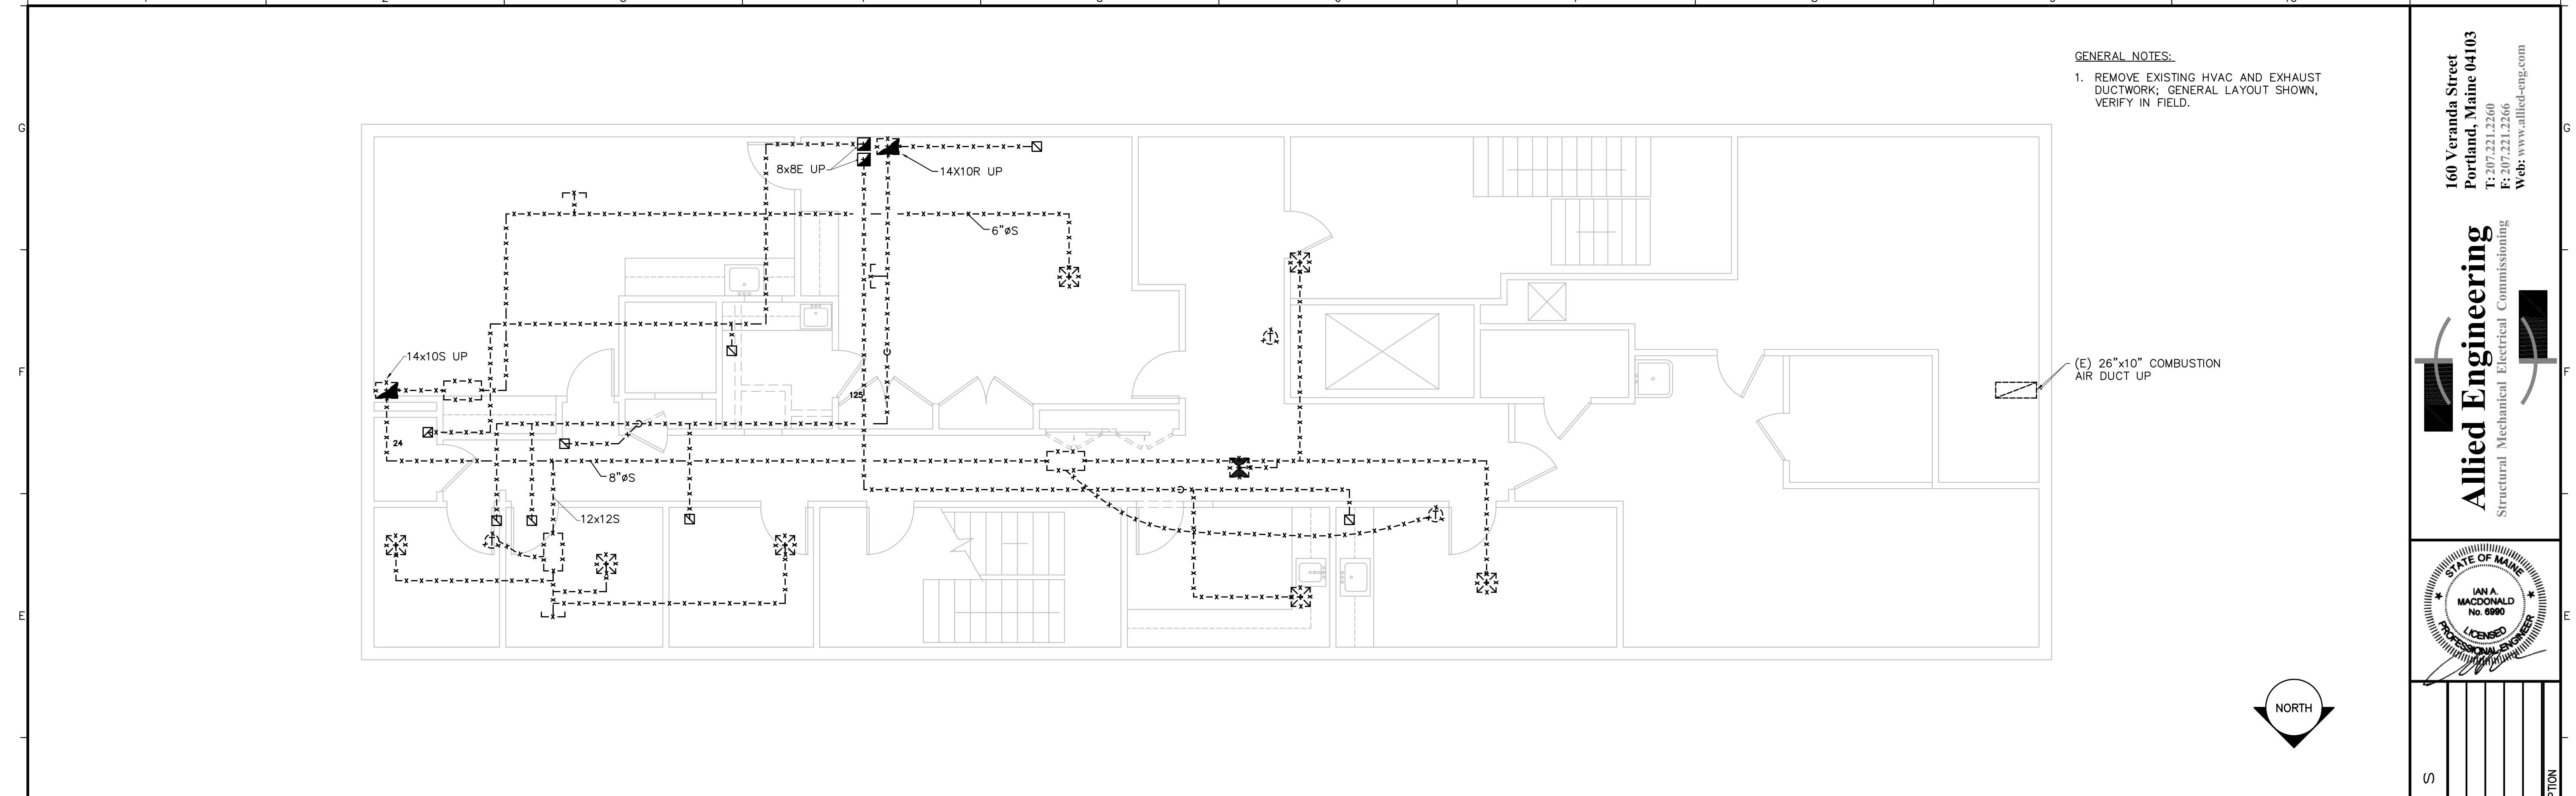 GENERAL NOTES:
1. REMOVE EXISTING HVAC AND EXHAUST
DUCTWORK; GENERAL LAYOUT SHOWN,
VERIFY IN FIELD.
G
G
8x8E UP
14X10R UP
6"øS
14x10S UP
F
F
(E) 26"x10" COMBUSTION
AIR DUCT UP
125
24
8"øS
12x12S
E
E
NORTH
160 Veranda Street
Portland, Maine 04103
T: 207.221.2260
F: 207.221.2266
Web: www.allied-eng.com
Allied Engineering
Structural Mechanical Electrical Commissioning
STATE OF MAINE
IAN A.
MACDONALD
No. 6990
LICENSED
PROFESSIONAL ENGINEER
S
PTION